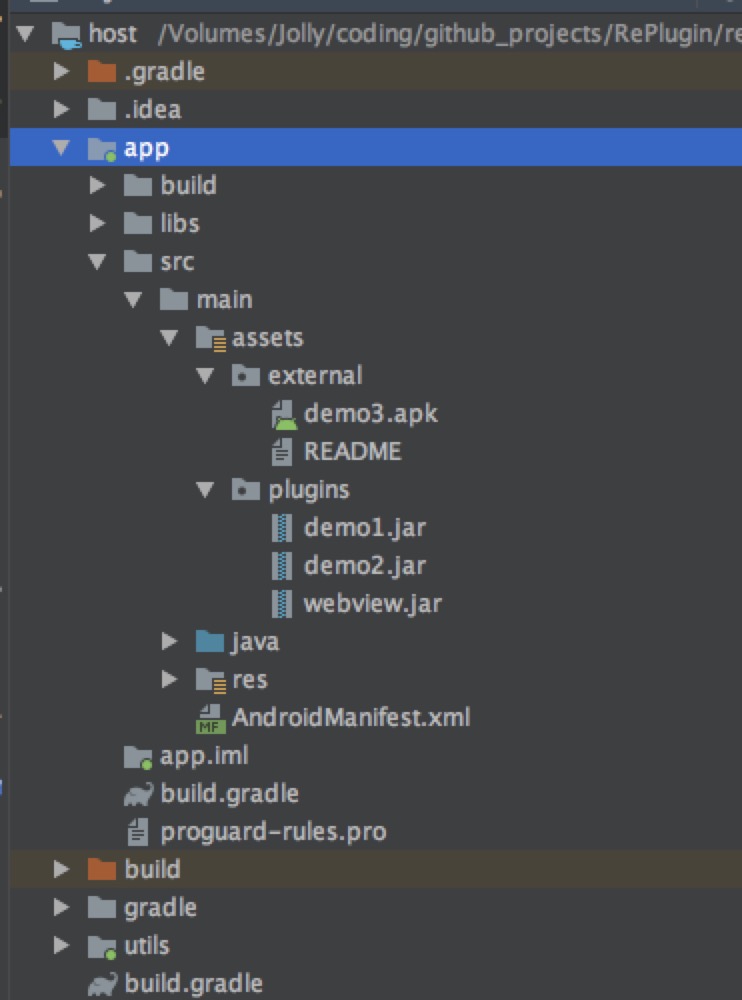 host /Volumes/Jolly/coding/github_projects/RePlugin/re
.gradle
.idea
app
build
libs
src
main
assets
external
demo3.apk
README
plugins
demo1.jar
demo2.jar
webview.jar
java
res
MF AndroidManifest.xml
app.iml
build.gradle
proguard-rules.pro
build
gradle
utils
build.gradle